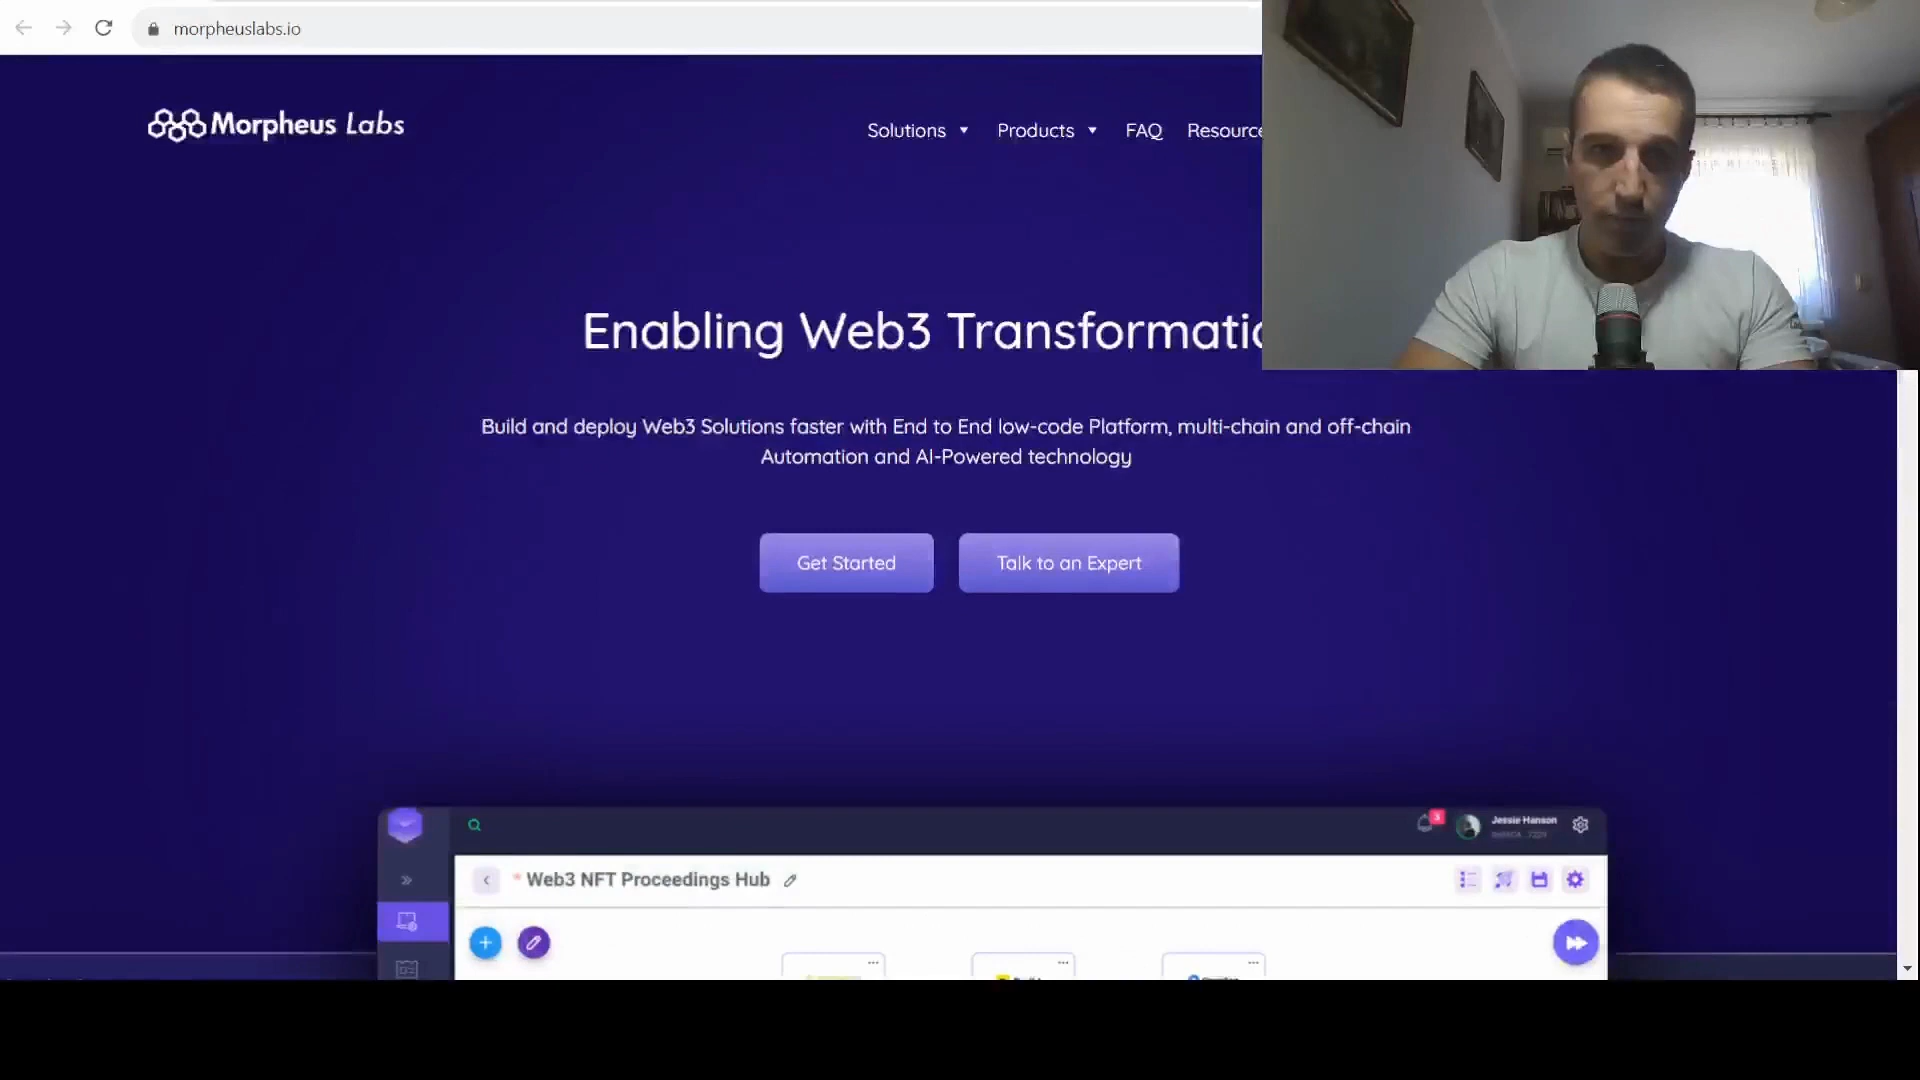 morpheuslabs.io
Morpheus Labs
Solutions
Products
FAQ
Resource
Enabling Web3 Transformatio
Build and deploy Web3 Solutions faster with End to End low-code Platform, multi-chain and off-chain
Automation and AI-Powered technology
Get Started
Talk to an Expert
3
Jessie Hanson
* Web3 NFT Proceedings Hub